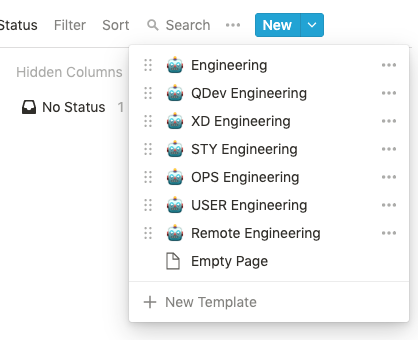 Status Filter Sort Search ••• New
Hidden Columns
No Status 1
Engineering
QDev Engineering
XD Engineering
STY Engineering
OPS Engineering
USER Engineering
Remote Engineering
Empty Page
New Template